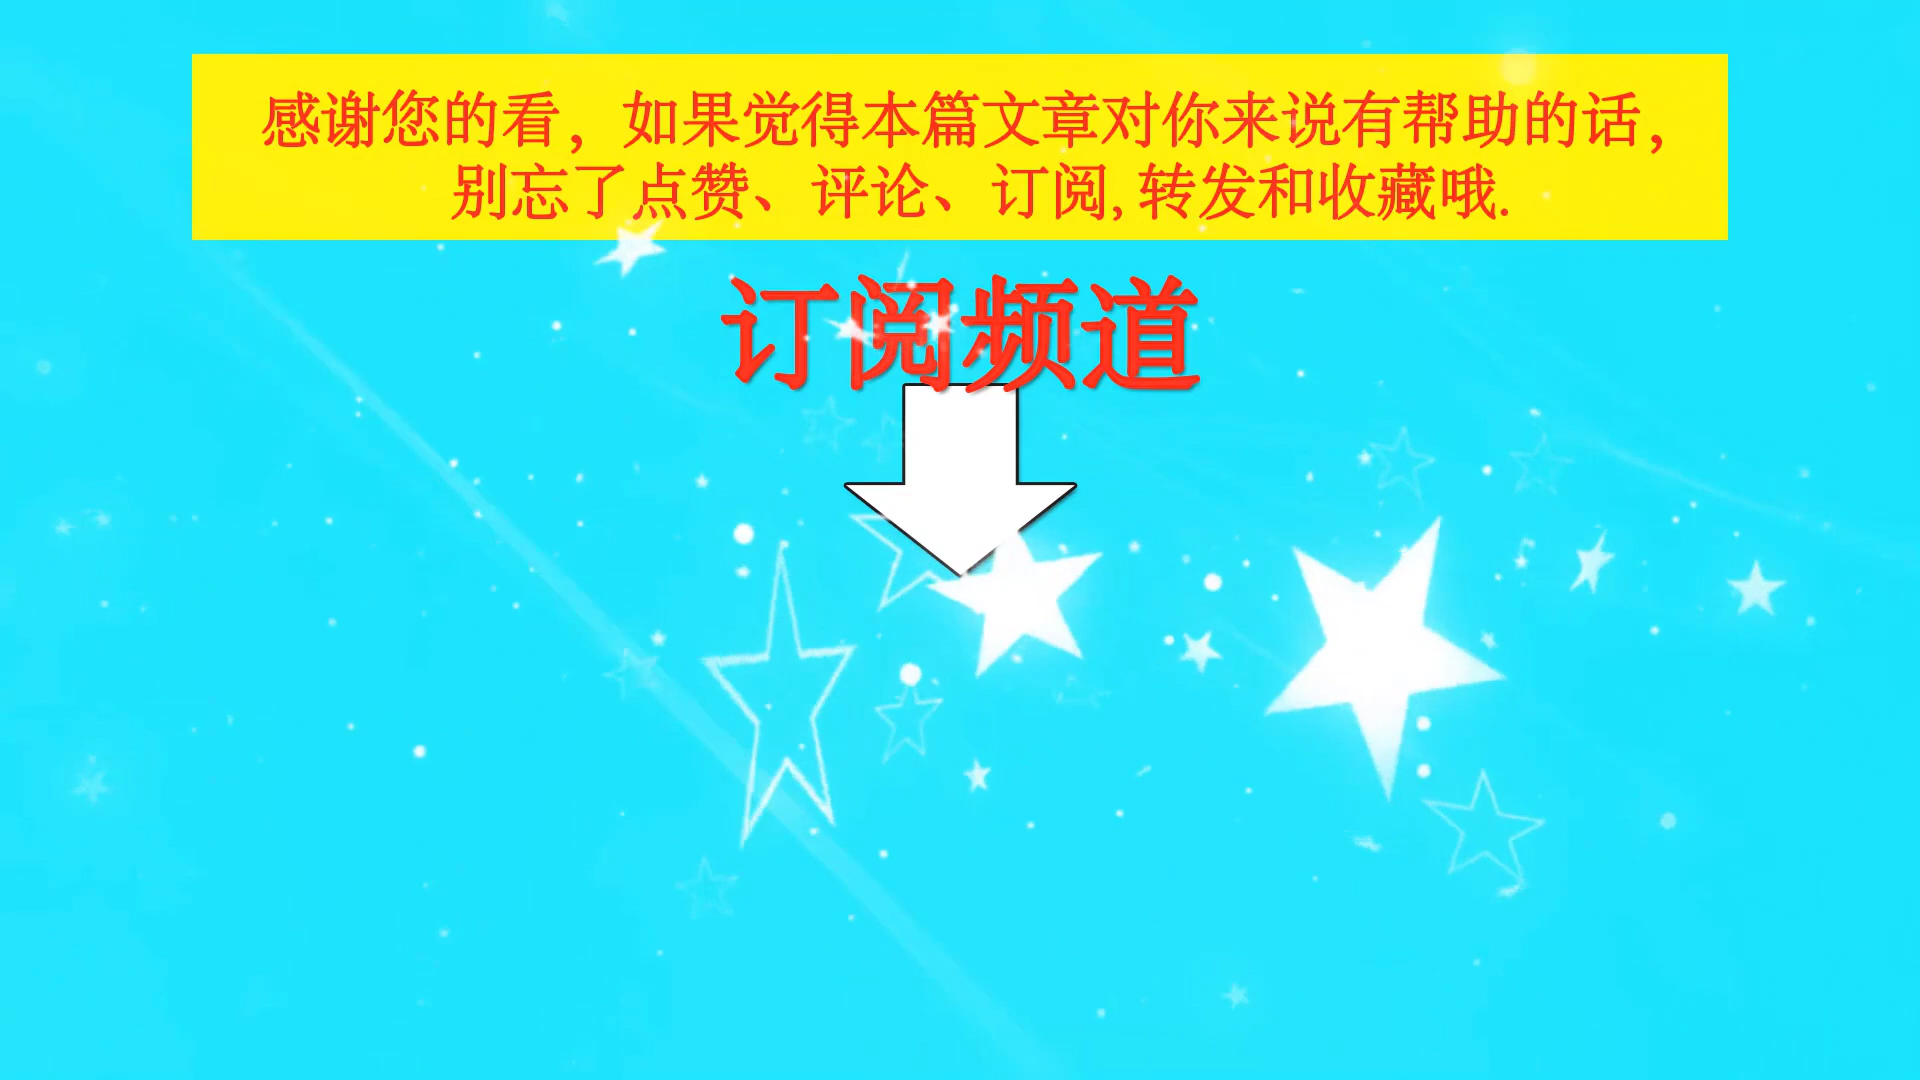 感谢您的看，如果觉得本篇文章对你来说有帮助的话，
别忘了点赞、评论、订阅,转发和收藏哦.
订阅频道